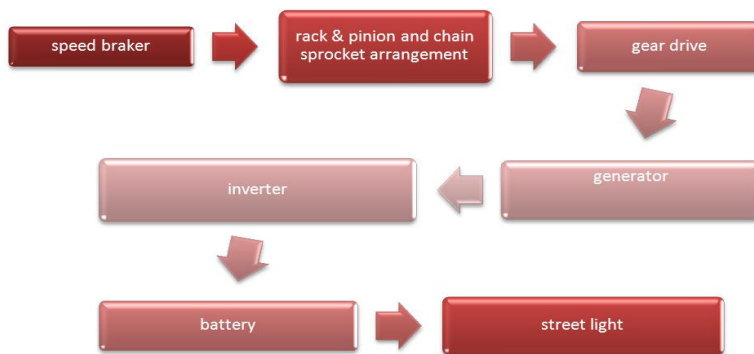 speed braker
rack & pinion and chain
sprocket arrangement
gear drive
generator
inverter
battery
street light